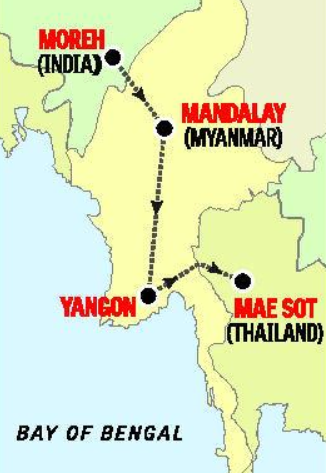 MOREH
(INDIA)
MANDALAY
(MYANMAR)
YANGON
MAE SOT
(THAILAND)
BAY OF BENGAL